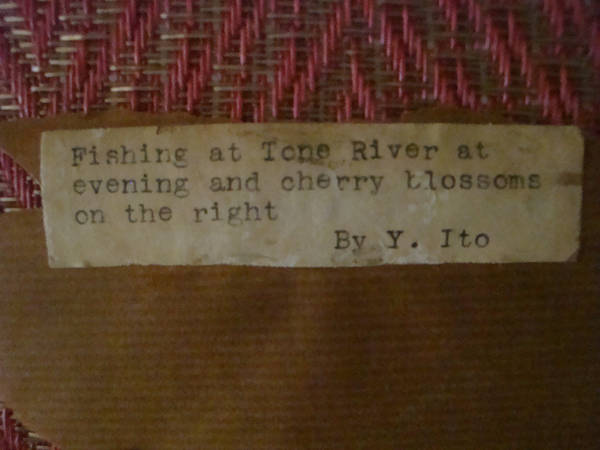 Fishing at Tone River at
evening and cherry blossoms
on the right
By Y. Ito